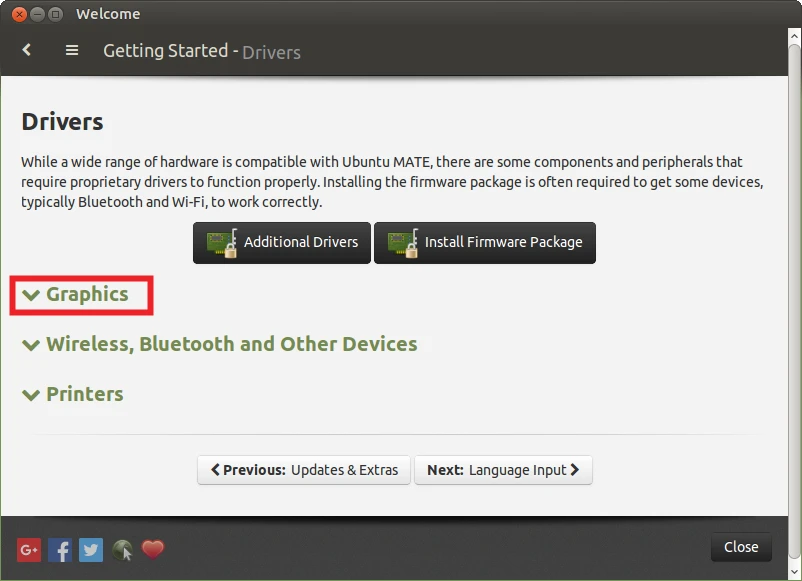 Welcome
Getting Started - Drivers
Drivers
While a wide range of hardware is compatible with Ubuntu MATE, there are some components and peripherals that
require proprietary drivers to function properly. Installing the firmware package is often required to get some devices,
typically Bluetooth and Wi-Fi, to work correctly.
Additional Drivers Install Firmware Package
Graphics
Wireless, Bluetooth and Other Devices
Printers
Previous: Updates & Extras Next: Language Input
G+ f Close